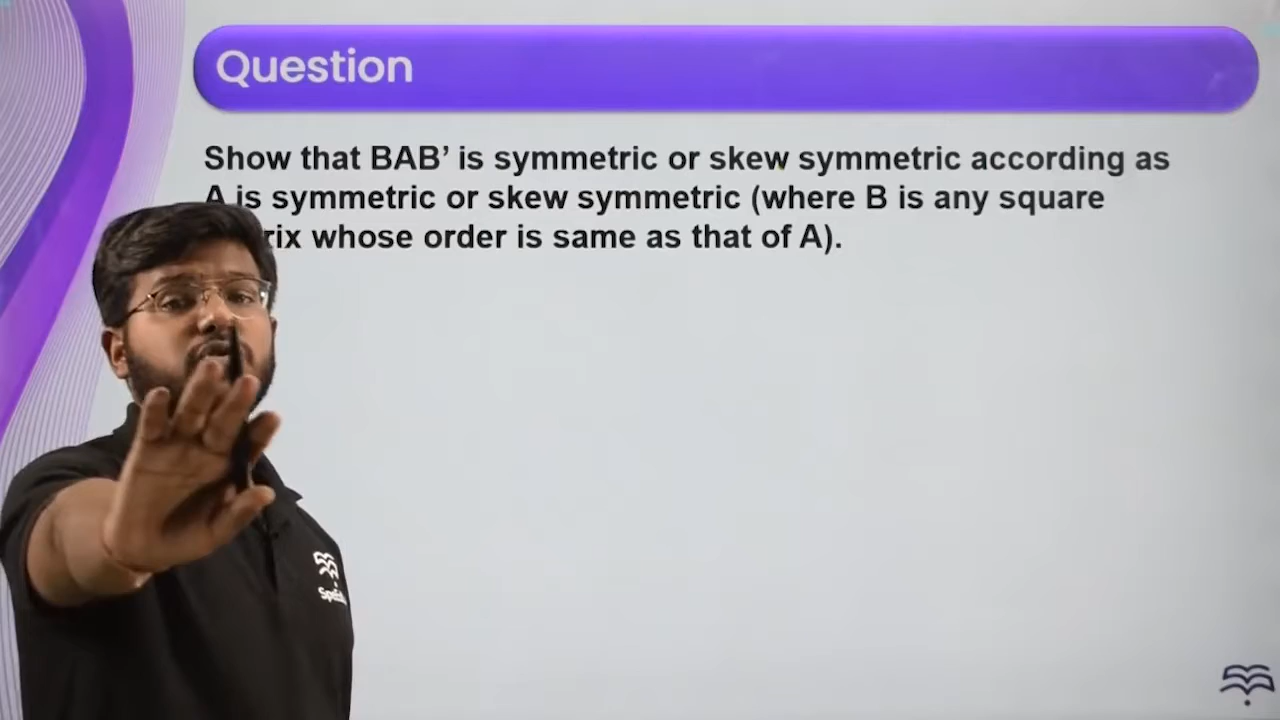 Question
Show that BAB’ is symmetric or skew symmetric according as
A is symmetric or skew symmetric (where B is any square
rix whose order is same as that of A).